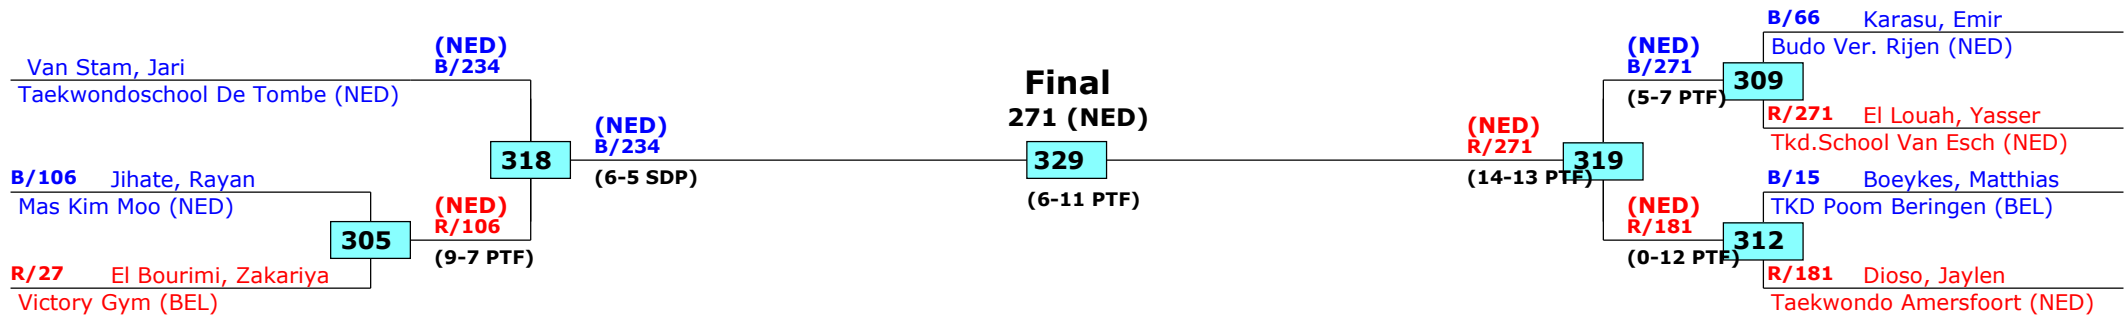 Van Stam, Jari
Taekwondoschool De Tombe (NED)
B/106 Jihate, Rayan
Mas Kim Moo (NED)
R/27 El Bourimi, Zakariya
Victory Gym (BEL)
305
(NED)
B/234
(NED)
R/106
(9-7 PTF)
318
(NED)
B/234
(6-5 SDP)
Final
271 (NED)
329
(6-11 PTF)
(NED)
R/271
(14-13 PTF)
319
(NED)
B/271
(5-7 PTF)
(NED)
R/181
(0-12 PTF)
309
312
B/66 Karasu, Emir
Budo Ver. Rijen (NED)
R/271 El Louah, Yasser
Tkd.School Van Esch (NED)
B/15 Boeykes, Matthias
TKD Poom Beringen (BEL)
R/181 Dioso, Jaylen
Taekwondo Amersfoort (NED)